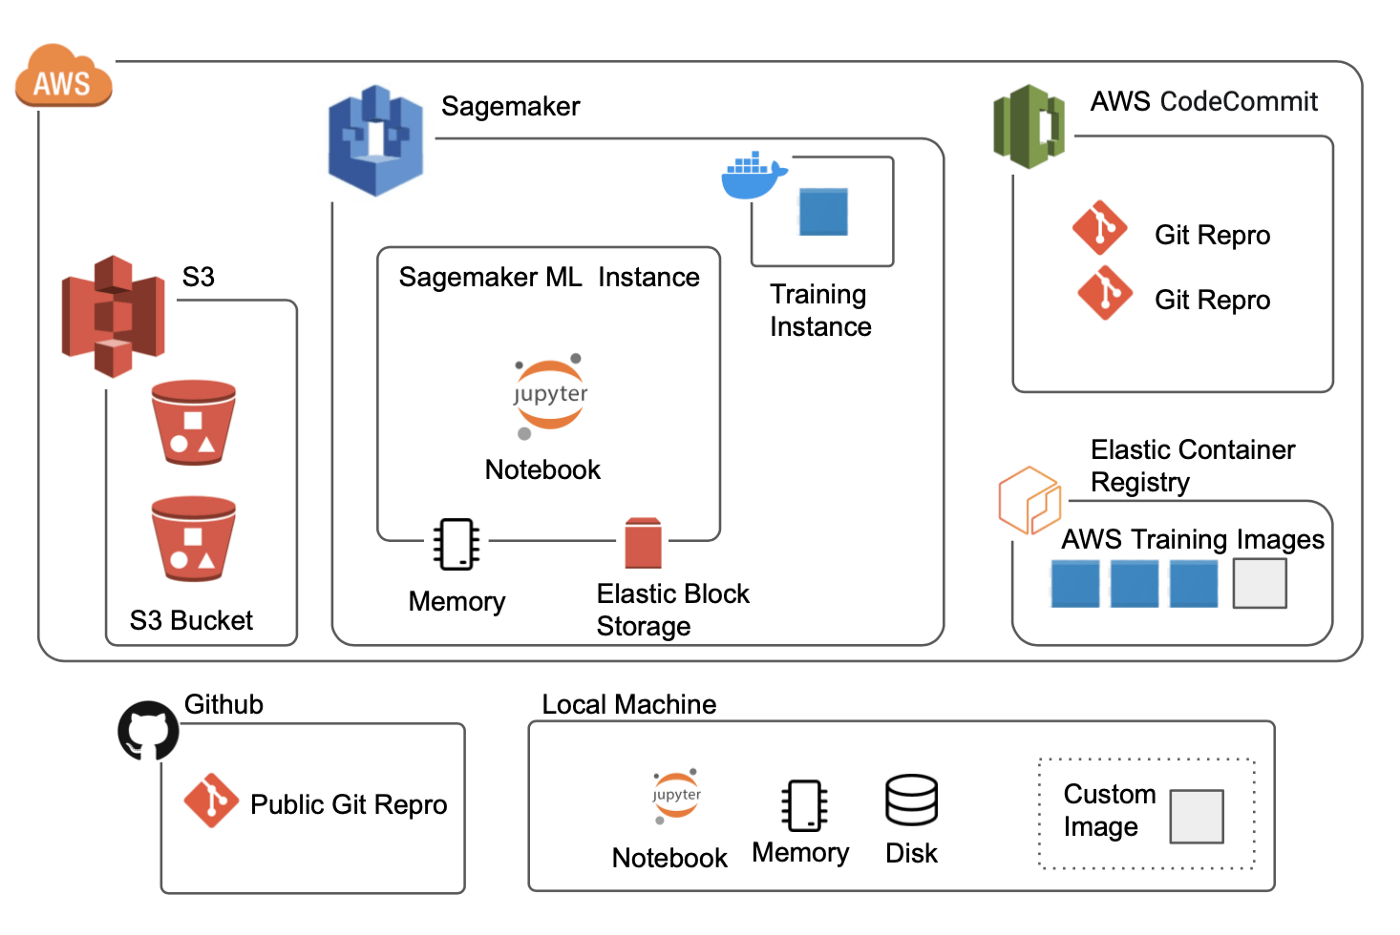 AWS
Sagemaker
AWS CodeCommit
Git Repro
Git Repro
S3
S3 Bucket
Sagemaker ML Instance
jupyter
Notebook
Memory
Elastic Block
Storage
Training
Instance
Elastic Container
Registry
AWS Training Images
Github
Public Git Repro
Local Machine
jupyter
Notebook
Memory
Disk
Custom
Image